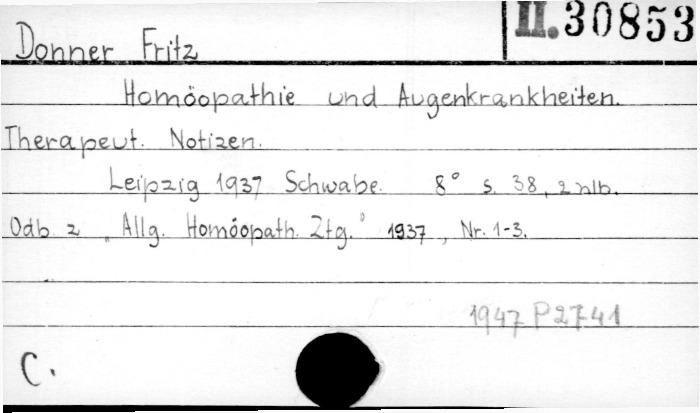 II. 30853
Donner Fritz
Homöopathie und Augenkrankheiten.
Therapeut. Notizen.
Leipzig 1937 Schwabe. 8° s. 38, 2 nlb.
Odb. z „Allg. Homöopath. Ztg." 1937, Nr. 1-3.
1947 P 2741
C.